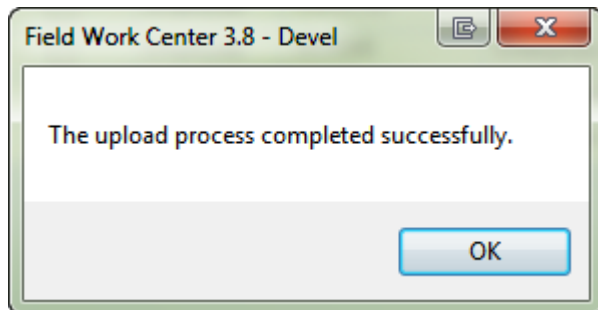 Field Work Center 3.8 - Devel
The upload process completed successfully.
OK